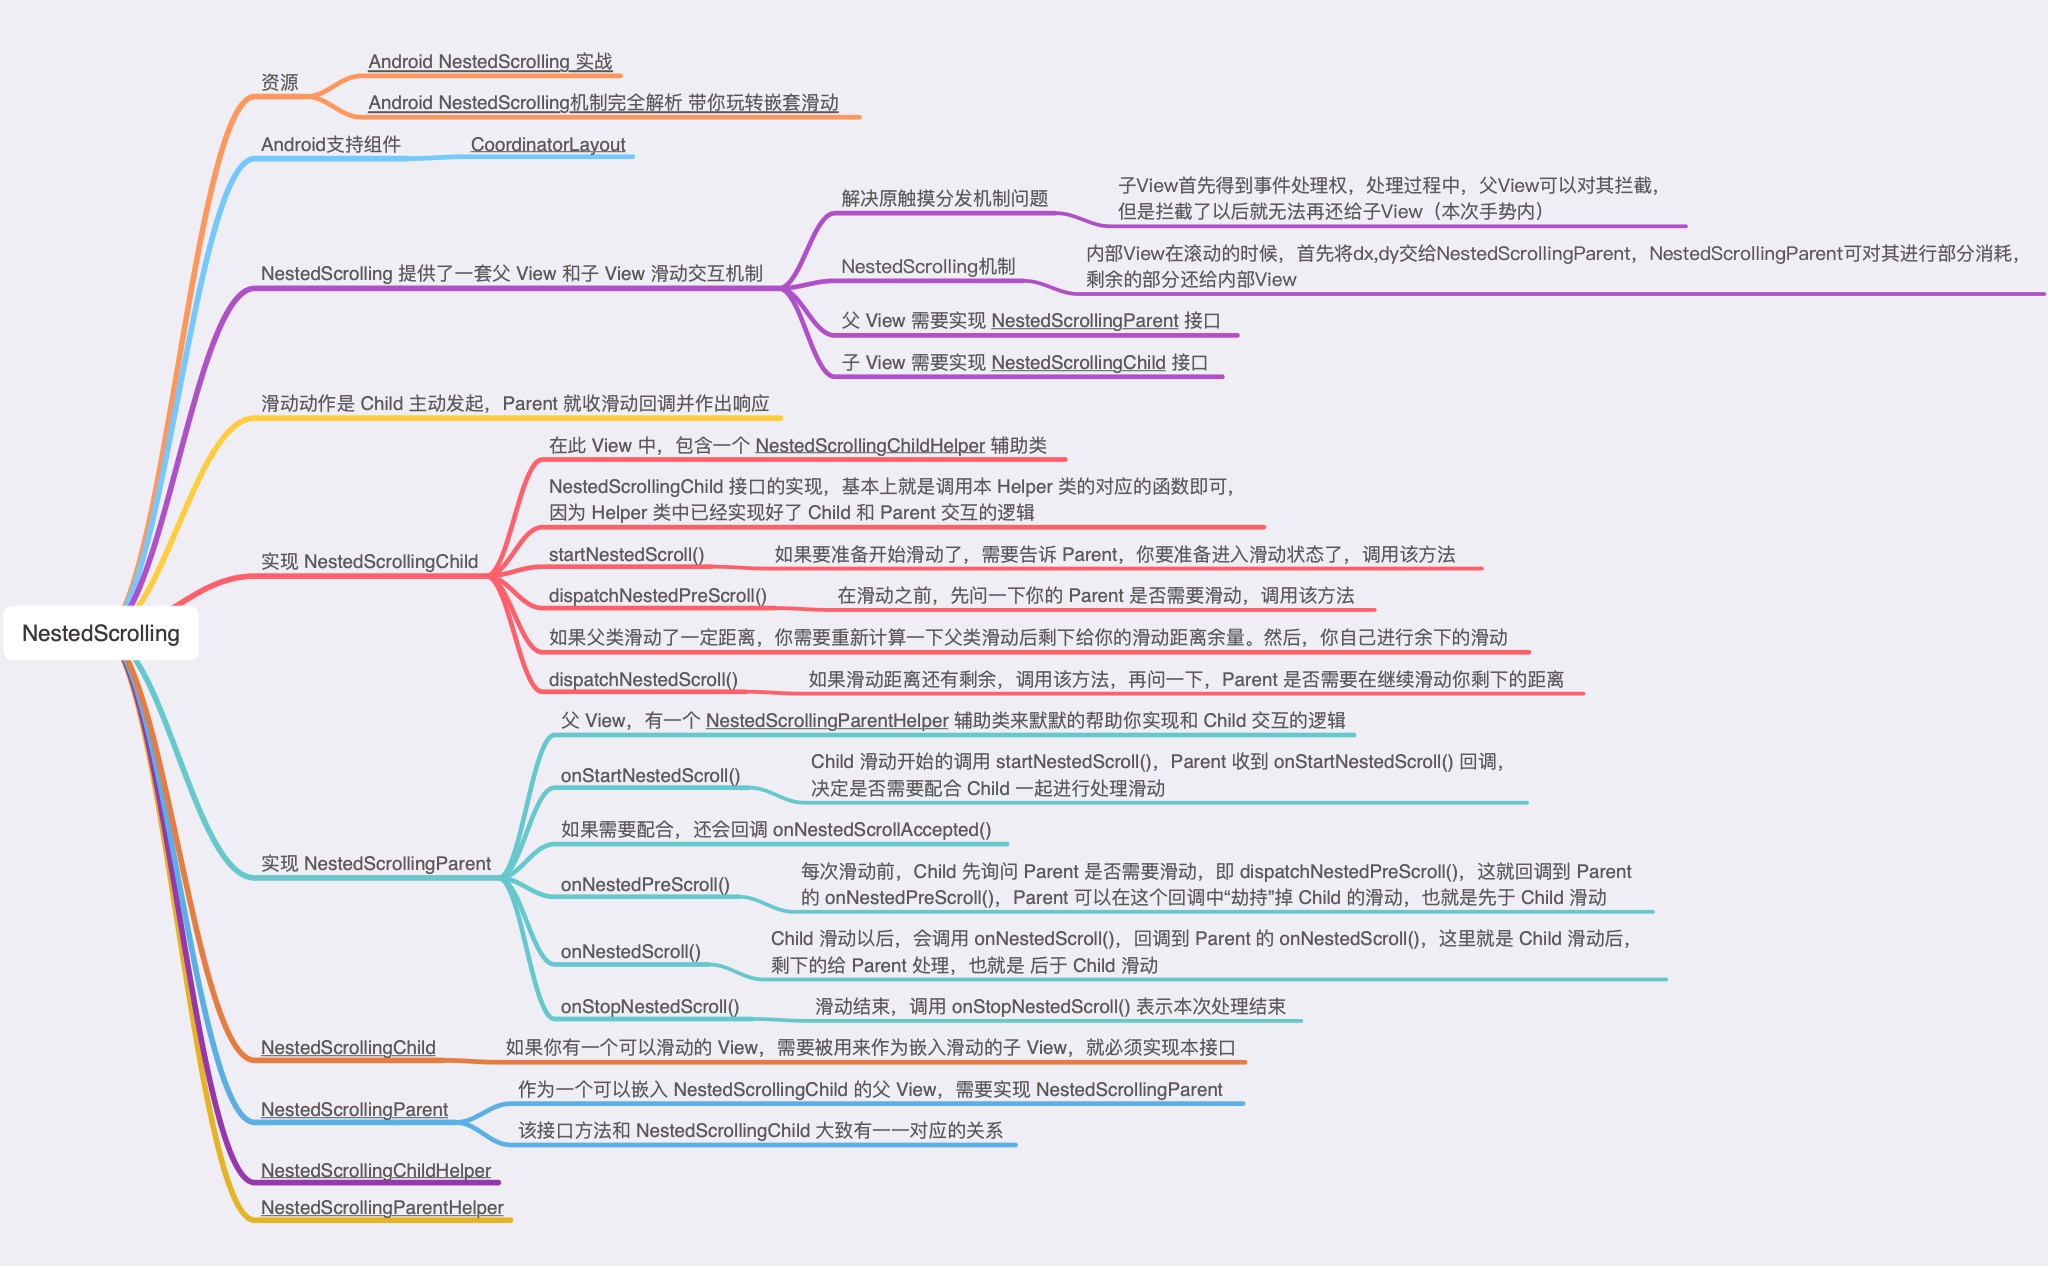 NestedScrolling
资源
Android NestedScrolling 实战
Android NestedScrolling机制完全解析 带你玩转嵌套滑动
Android支持组件
CoordinatorLayout
NestedScrolling 提供了一套父 View 和子 View 滑动交互机制
解决原触摸分发机制问题
子View首先得到事件处理权，处理过程中，父View可以对其拦截，
但是拦截了以后就无法再还给子View（本次手势内）
NestedScrolling机制
内部View在滚动的时候，首先将dx,dy交给NestedScrollingParent，NestedScrollingParent可对其进行部分消耗，
剩余的部分还给内部View
父 View 需要实现 NestedScrollingParent 接口
子 View 需要实现 NestedScrollingChild 接口
滑动动作是 Child 主动发起，Parent 就收滑动回调并作出响应
实现 NestedScrollingChild
在此 View 中，包含一个 NestedScrollingChildHelper 辅助类
NestedScrollingChild 接口的实现，基本上就是调用本 Helper 类的对应的函数即可，
因为 Helper 类中已经实现好了 Child 和 Parent 交互的逻辑
startNestedScroll()
如果要准备开始滑动了，需要告诉 Parent，你要准备进入滑动状态了，调用该方法
dispatchNestedPreScroll()
在滑动之前，先问一下你的 Parent 是否需要滑动，调用该方法
如果父类滑动了一定距离，你需要重新计算一下父类滑动后剩下给你的滑动距离余量。然后，你自己进行余下的滑动
dispatchNestedScroll()
如果滑动距离还有剩余，调用该方法，再问一下，Parent 是否需要在继续滑动你剩下的距离
实现 NestedScrollingParent
父 View，有一个 NestedScrollingParentHelper 辅助类来默默的帮助你实现和 Child 交互的逻辑
onStartNestedScroll()
Child 滑动开始的调用 startNestedScroll()，Parent 收到 onStartNestedScroll() 回调，
决定是否需要配合 Child 一起进行处理滑动
如果需要配合，还会回调 onNestedScrollAccepted()
onNestedPreScroll()
每次滑动前，Child 先询问 Parent 是否需要滑动，即 dispatchNestedPreScroll()，这就回调到 Parent
的 onNestedPreScroll()，Parent 可以在这个回调中“劫持”掉 Child 的滑动，也就是先于 Child 滑动
onNestedScroll()
Child 滑动以后，会调用 onNestedScroll()，回调到 Parent 的 onNestedScroll()，这里就是 Child 滑动后，
剩下的给 Parent 处理，也就是 后于 Child 滑动
onStopNestedScroll()
滑动结束，调用 onStopNestedScroll() 表示本次处理结束
NestedScrollingChild
如果你有一个可以滑动的 View，需要被用来作为嵌入滑动的子 View，就必须实现本接口
NestedScrollingParent
作为一个可以嵌入 NestedScrollingChild 的父 View，需要实现 NestedScrollingParent
该接口方法和 NestedScrollingChild 大致有一一对应的关系
NestedScrollingChildHelper
NestedScrollingParentHelper